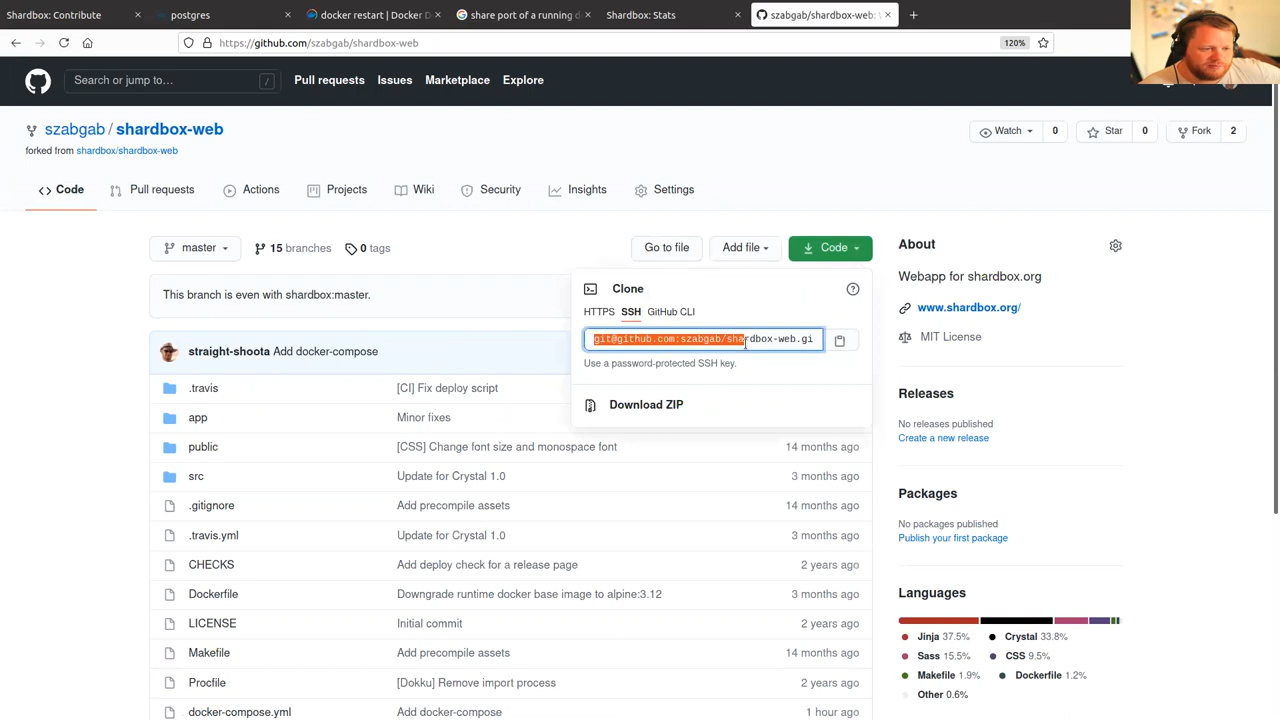 Shardbox: Contribute
postgres
docker restart | Docker D
share port of a running d
Shardbox: Stats
szabgab/shardbox-web: W
https://github.com/szabgab/shardbox-web
120%
Search or jump to…
/
Pull requests
Issues
Marketplace
Explore
szabgab / shardbox-web
forked from shardbox/shardbox-web
Watch
0
Star
0
Fork
2
Code
Pull requests
Actions
Projects
Wiki
Security
Insights
Settings
master
15 branches
0 tags
Go to file
Add file
Code
This branch is even with shardbox:master.
Clone
HTTPS
SSH
GitHub CLI
git@github.com:szabgab/shardbox-web.gi
Use a password-protected SSH key.
Download ZIP
straight-shoota Add docker-compose
.travis
[CI] Fix deploy script
app
Minor fixes
public
[CSS] Change font size and monospace font
14 months ago
src
Update for Crystal 1.0
3 months ago
.gitignore
Add precompile assets
14 months ago
.travis.yml
Update for Crystal 1.0
3 months ago
CHECKS
Add deploy check for a release page
2 years ago
Dockerfile
Downgrade runtime docker base image to alpine:3.12
3 months ago
LICENSE
Initial commit
2 years ago
Makefile
Add precompile assets
14 months ago
Procfile
[Dokku] Remove import process
2 years ago
docker-compose.yml
Add docker-compose
1 hour ago
About
Webapp for shardbox.org
www.shardbox.org/
MIT License
Releases
No releases published
Create a new release
Packages
No packages published
Publish your first package
Languages
Jinja 37.5%
Crystal 33.8%
Sass 15.5%
CSS 9.5%
Makefile 1.9%
Dockerfile 1.2%
Other 0.6%